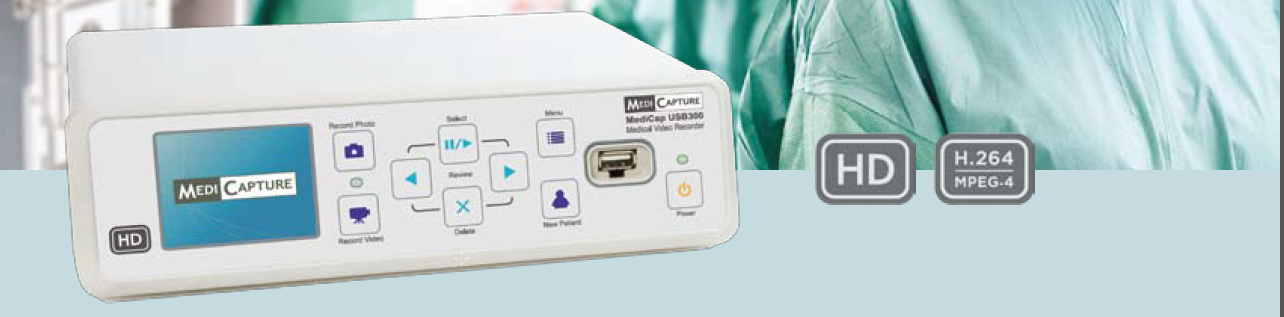 MEDI CAPTURE
MediCap USB300
Medical Video Recorder
Record Photo
Select
Menu
MEDI CAPTURE
Review
HD
Record Video
Delete
New Patient
Power
HD
H.264
MPEG-4